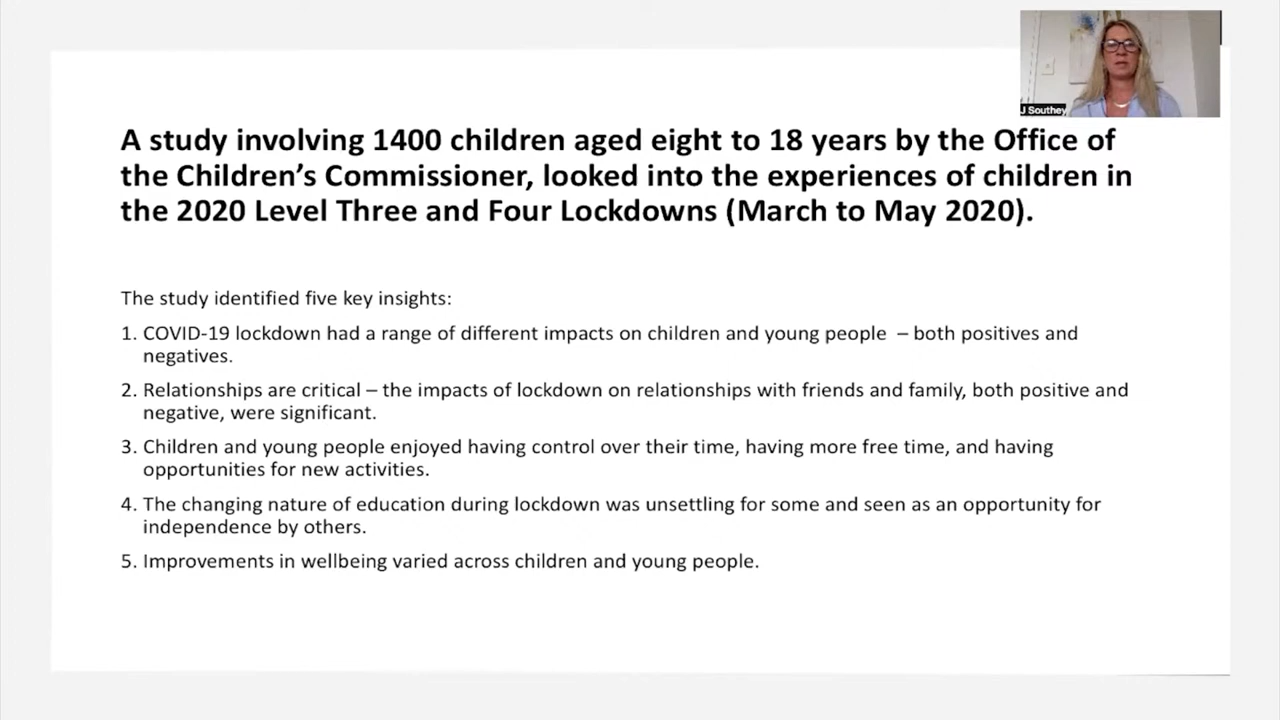 J Southey
A study involving 1400 children aged eight to 18 years by the Office of
the Children’s Commissioner, looked into the experiences of children in
the 2020 Level Three and Four Lockdowns (March to May 2020).
The study identified five key insights:
1. COVID-19 lockdown had a range of different impacts on children and young people – both positives and
negatives.
2. Relationships are critical – the impacts of lockdown on relationships with friends and family, both positive and
negative, were significant.
3. Children and young people enjoyed having control over their time, having more free time, and having
opportunities for new activities.
4. The changing nature of education during lockdown was unsettling for some and seen as an opportunity for
independence by others.
5. Improvements in wellbeing varied across children and young people.